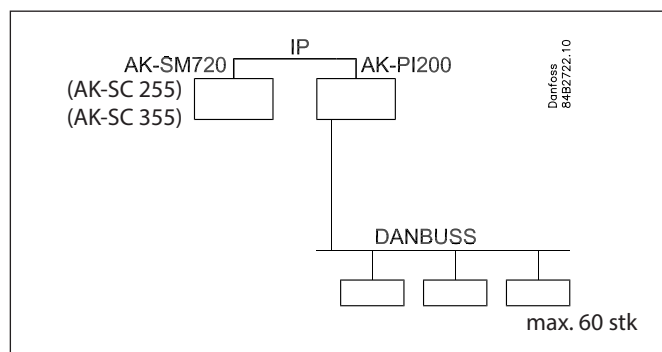 IP
AK-SM720
AK-PI200
(AK-SC 255)
(AK-SC 355)
Danfoss
84B2722.10
DANBUSS
max. 60 stk